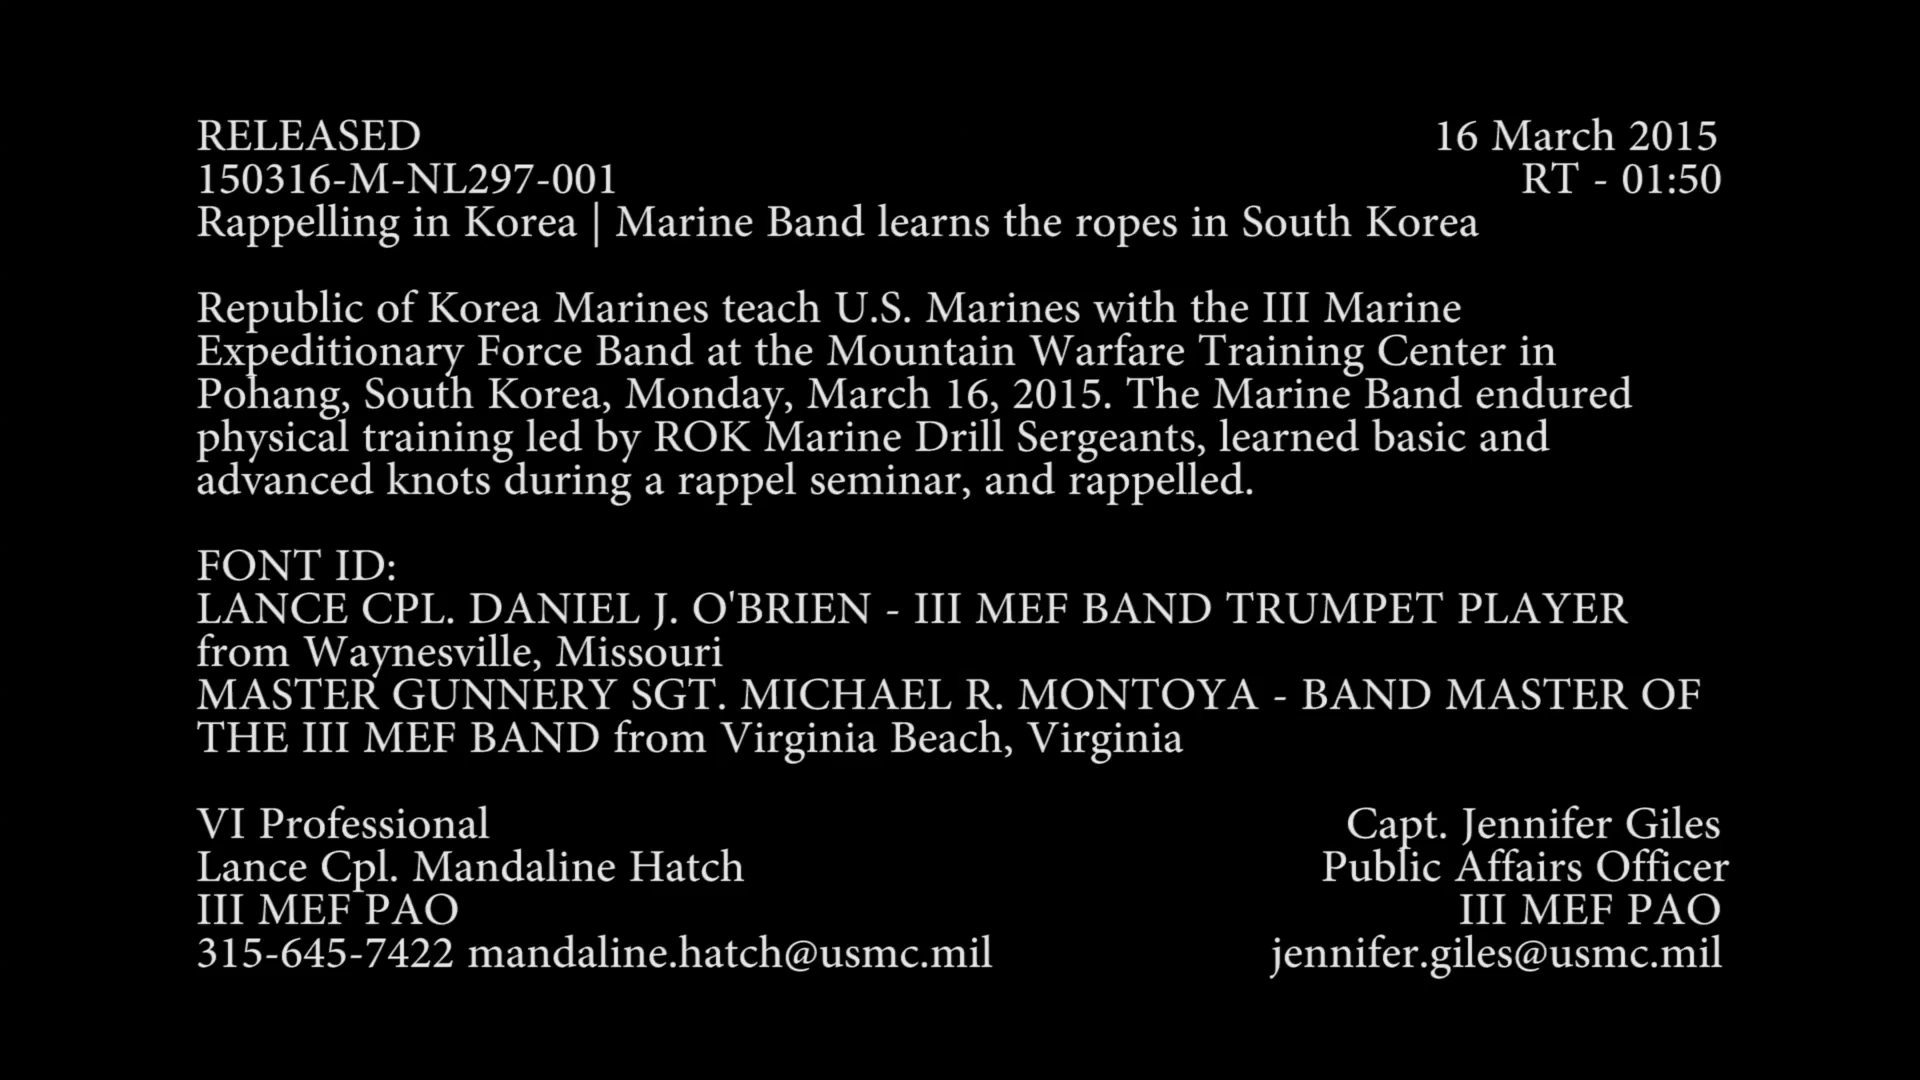 RELEASED 16 March 2015
150316-M-NL297-001 RT - 01:50
Rappelling in Korea | Marine Band learns the ropes in South Korea
Republic of Korea Marines teach U.S. Marines with the III Marine
Expeditionary Force Band at the Mountain Warfare Training Center in
Pohang, South Korea, Monday, March 16, 2015. The Marine Band endured
physical training led by ROK Marine Drill Sergeants, learned basic and
advanced knots during a rappel seminar, and rappelled.
FONT ID:
LANCE CPL. DANIEL J. O'BRIEN - III MEF BAND TRUMPET PLAYER
from Waynesville, Missouri
MASTER GUNNERY SGT. MICHAEL R. MONTOYA - BAND MASTER OF
THE III MEF BAND from Virginia Beach, Virginia
VI Professional Capt. Jennifer Giles
Lance Cpl. Mandaline Hatch Public Affairs Officer
III MEF PAO III MEF PAO
315-645-7422 mandaline.hatch@usmc.mil jennifer.giles@usmc.mil